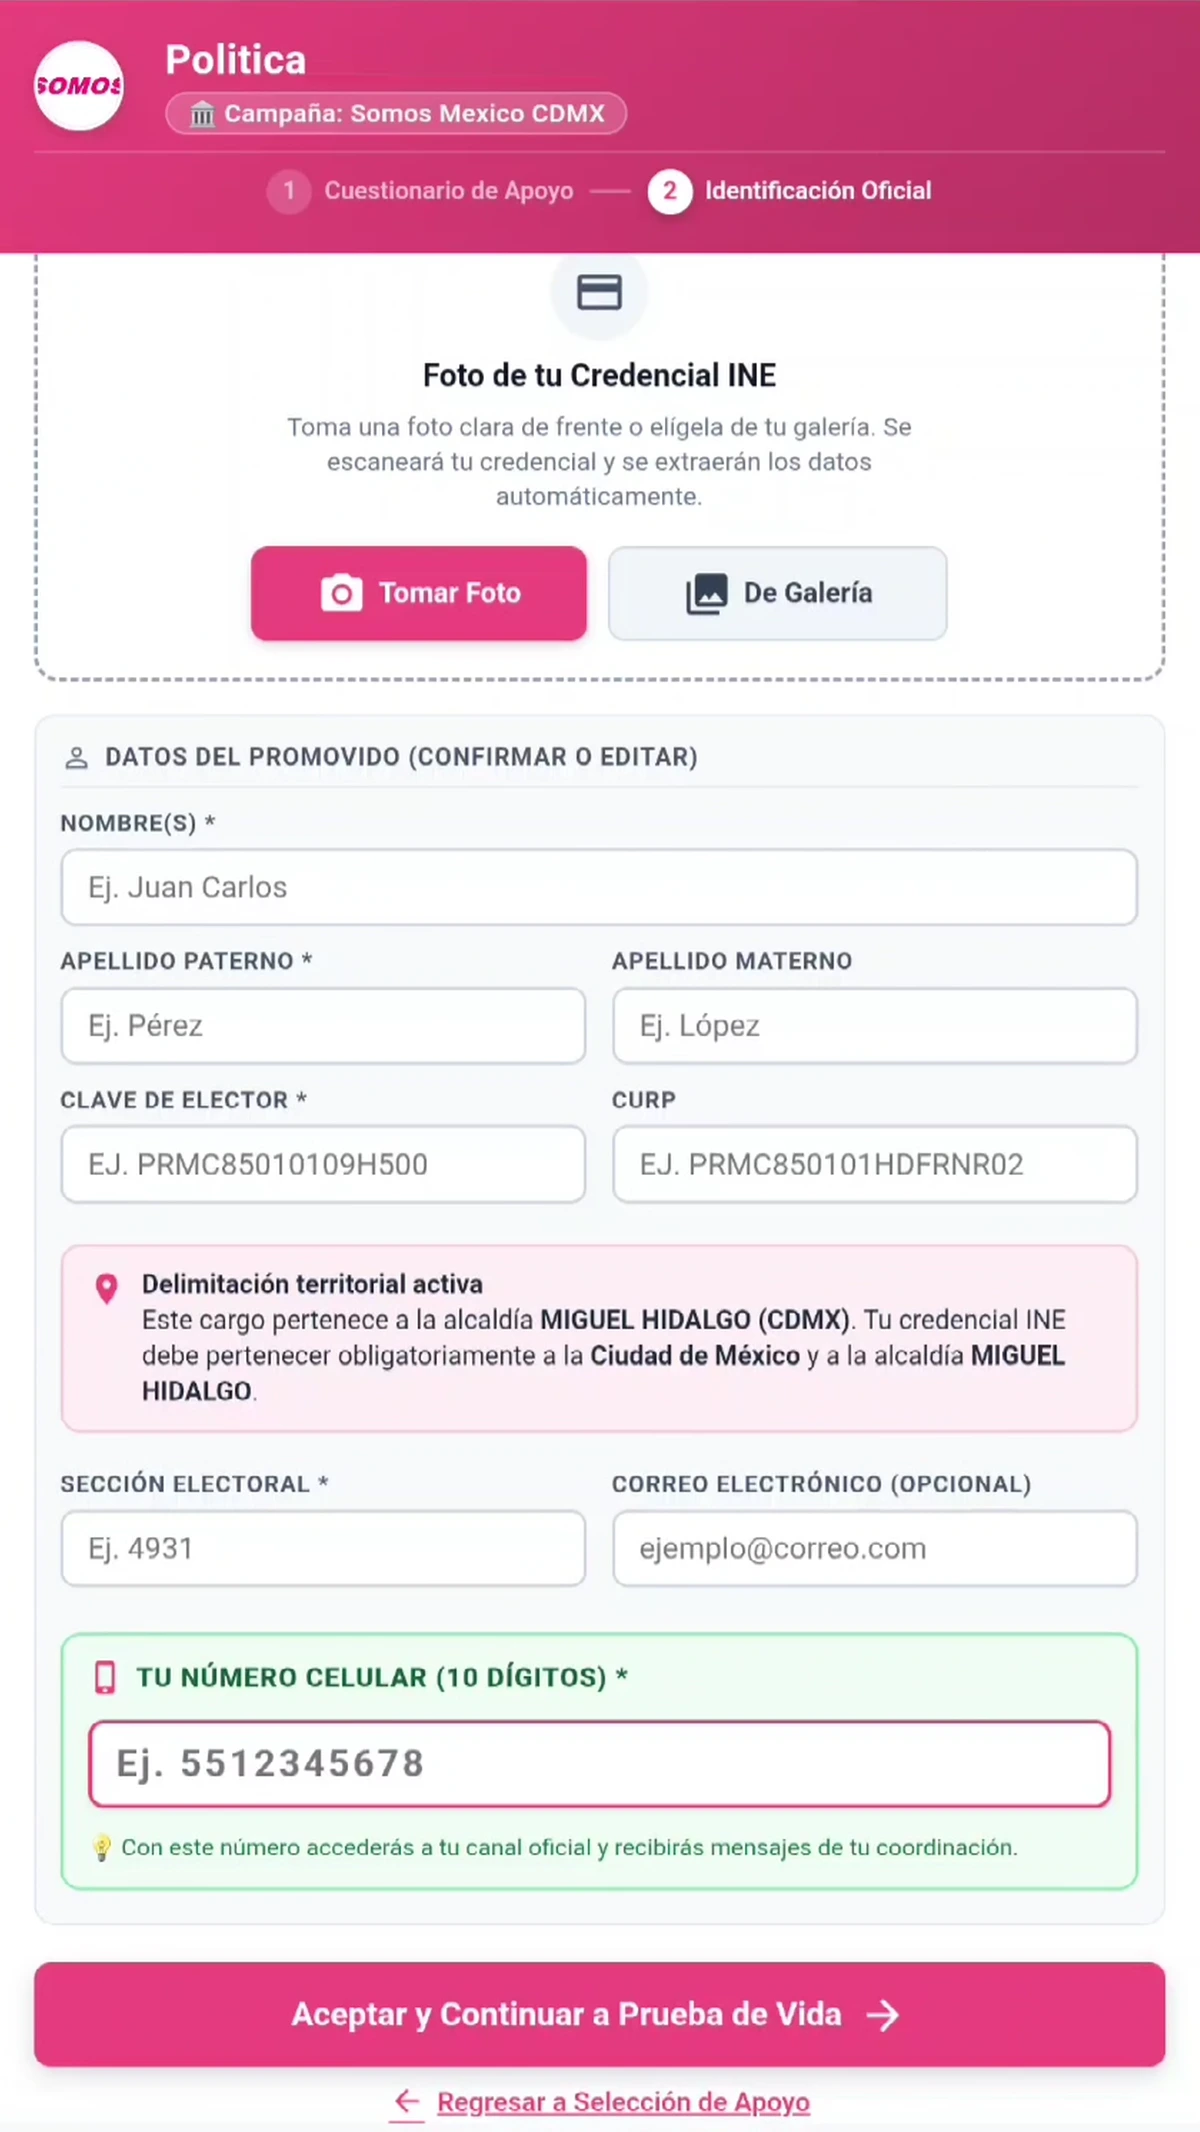 SOMOS
Politica
🏛️ Campaña: Somos Mexico CDMX
1 Cuestionario de Apoyo
2 Identificación Oficial
Foto de tu Credencial INE
Toma una foto clara de frente o elígela de tu galería. Se
escaneará tu credencial y se extraerán los datos
automáticamente.
Tomar Foto
De Galería
DATOS DEL PROMOVIDO (CONFIRMAR O EDITAR)
NOMBRE(S) *
Ej. Juan Carlos
APELLIDO PATERNO *
Ej. Pérez
APELLIDO MATERNO
Ej. López
CLAVE DE ELECTOR *
EJ. PRMC85010109H500
CURP
EJ. PRMC850101HDFRNR02
Delimitación territorial activa
Este cargo pertenece a la alcaldía MIGUEL HIDALGO (CDMX). Tu credencial INE
debe pertenecer obligatoriamente a la Ciudad de México y a la alcaldía MIGUEL
HIDALGO.
SECCIÓN ELECTORAL *
Ej. 4931
CORREO ELECTRÓNICO (OPCIONAL)
ejemplo@correo.com
TU NÚMERO CELULAR (10 DÍGITOS) *
Ej. 5512345678
💡 Con este número accederás a tu canal oficial y recibirás mensajes de tu coordinación.
Aceptar y Continuar a Prueba de Vida →
← Regresar a Selección de Apoyo